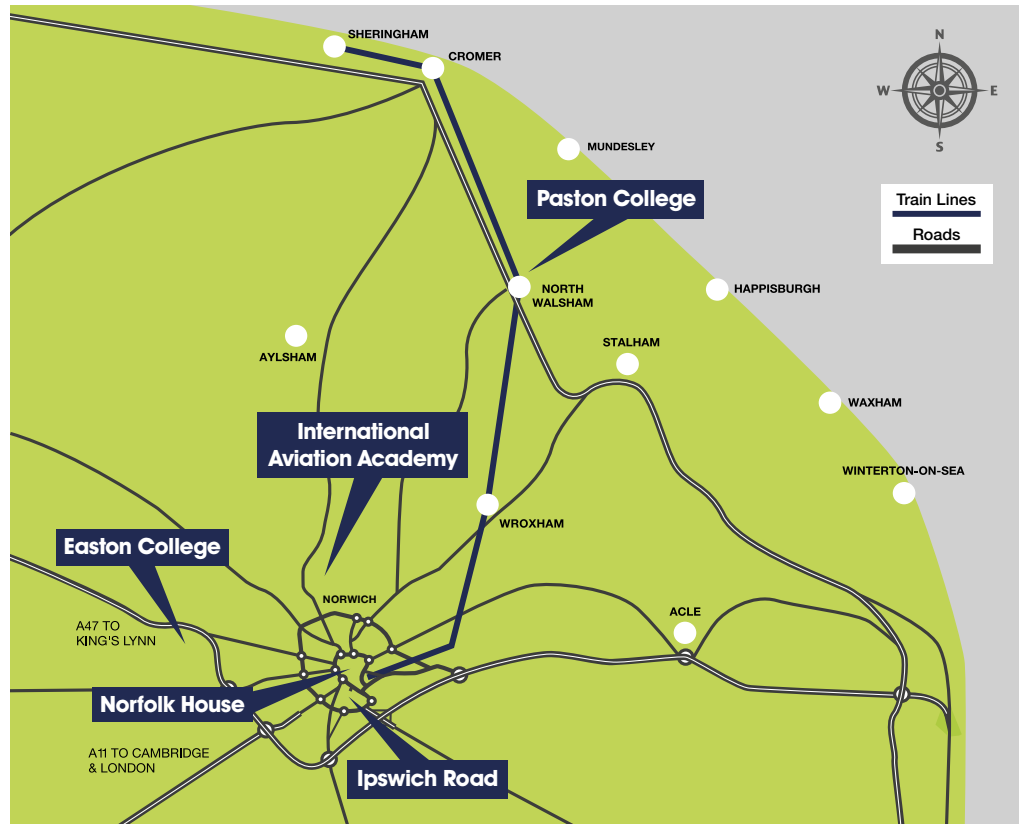 SHERINGHAM
CROMER
N
W
E
S
MUNDESLEY
Paston College
Train Lines
Roads
NORTH
WALSHAM
HAPPISBURGH
AYLSHAM
STALHAM
WAXHAM
International
Aviation Academy
WINTERTON-ON-SEA
WROXHAM
Easton College
NORWICH
ACLE
A47 TO
KING'S LYNN
Norfolk House
A11 TO CAMBRIDGE
& LONDON
Ipswich Road